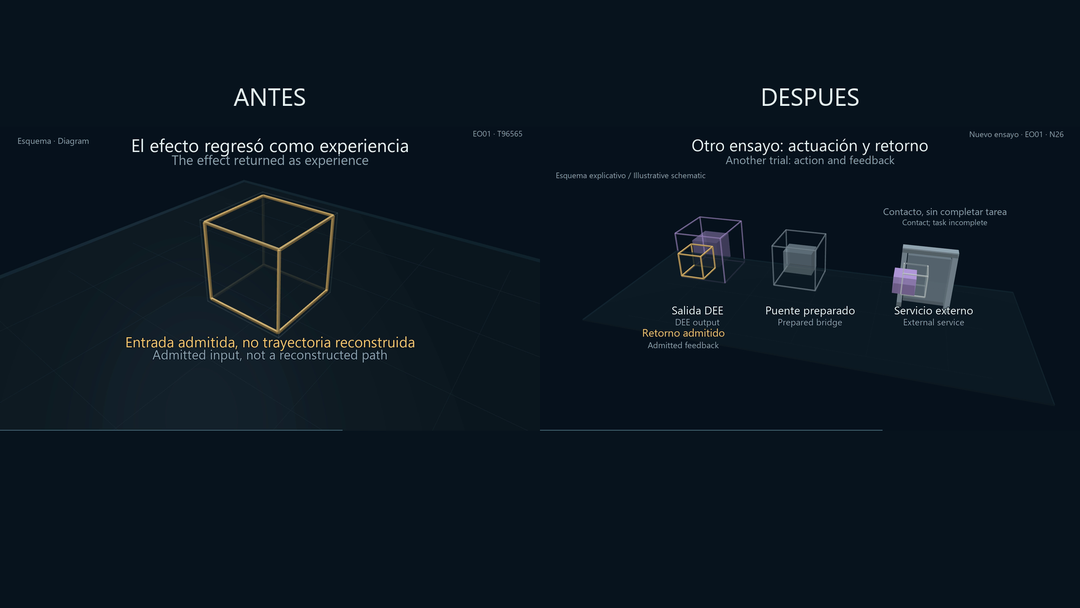 ANTES
Esquema · Diagram
EO01 · T96565
El efecto regresó como experiencia
The effect returned as experience
Entrada admitida, no trayectoria reconstruida
Admitted input, not a reconstructed path
DESPUES
Nuevo ensayo · EO01 · N26
Otro ensayo: actuación y retorno
Another trial: action and feedback
Esquema explicativo / Illustrative schematic
Contacto, sin completar tarea
Contact; task incomplete
Salida DEE
DEE output
Retorno admitido
Admitted feedback
Puente preparado
Prepared bridge
Servicio externo
External service